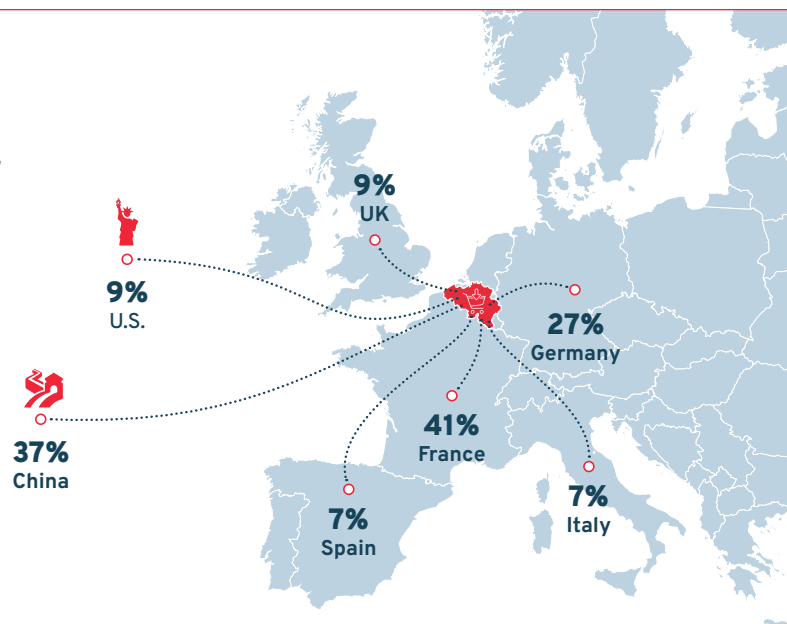 9%
UK
9%
U.S.
27%
Germany
37%
China
41%
France
7%
Spain
7%
Italy